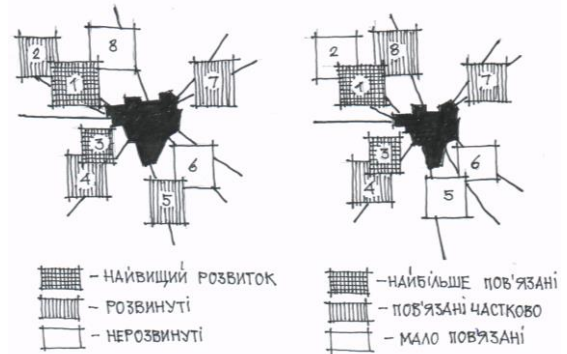 2
8
1
7
3
4
6
5
- НАЙВИЩИЙ РОЗВИТОК
- РОЗВИНУТІ
- НЕРОЗВИНУТІ
2
8
1
7
3
4
6
5
- НАЙБІЛЬШЕ ПОВ'ЯЗАНІ
- ПОВ'ЯЗАНІ ЧАСТКОВО
- МАЛО ПОВ'ЯЗАНІ